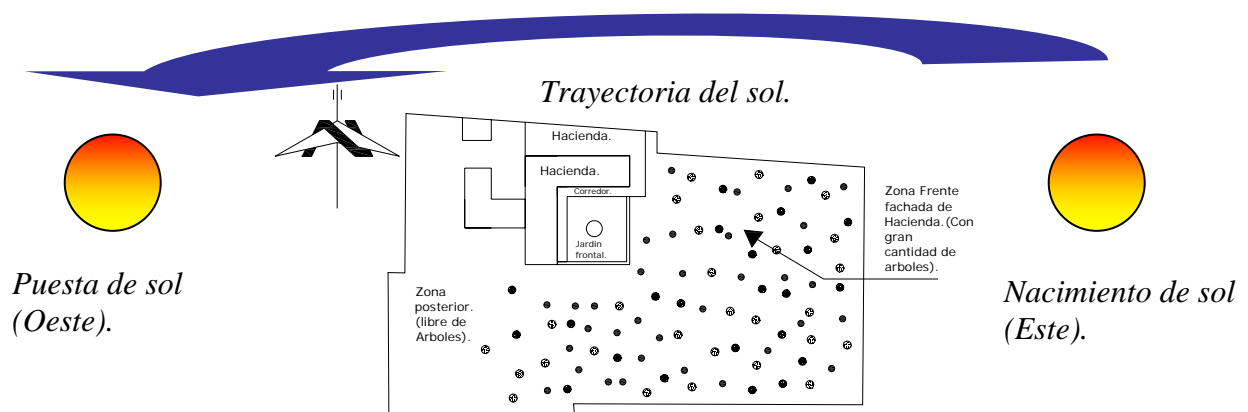 Trayectoria del sol.
Hacienda.
Hacienda.
Corredor.
Jardin
frontal.
Zona
posterior.
(libre de
Arboles).
Zona Frente
fachada de
Hacienda.(Con
gran
cantidad de
arboles).
Puesta de sol
(Oeste).
Nacimiento de sol
(Este).